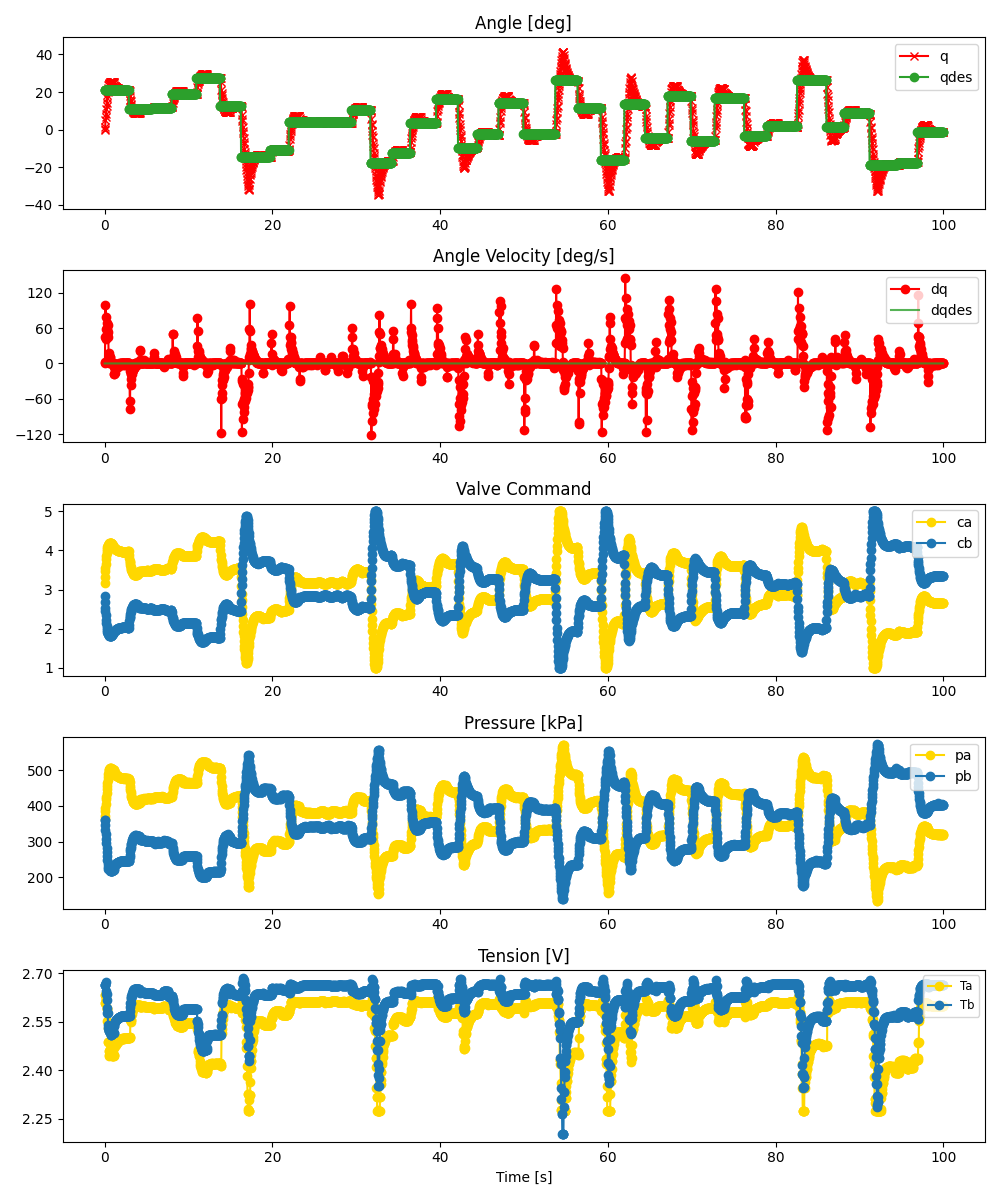 Angle [deg]
40
20
0
−20
−40
q
qdes
0 20 40 60 80 100
Angle Velocity [deg/s]
120
60
0
−60
−120
dq
dqdes
0 20 40 60 80 100
Valve Command
5
4
3
2
1
ca
cb
0 20 40 60 80 100
Pressure [kPa]
500
400
300
200
pa
pb
0 20 40 60 80 100
Tension [V]
2.70
2.55
2.40
2.25
Ta
Tb
0 20 40 60 80 100
Time [s]